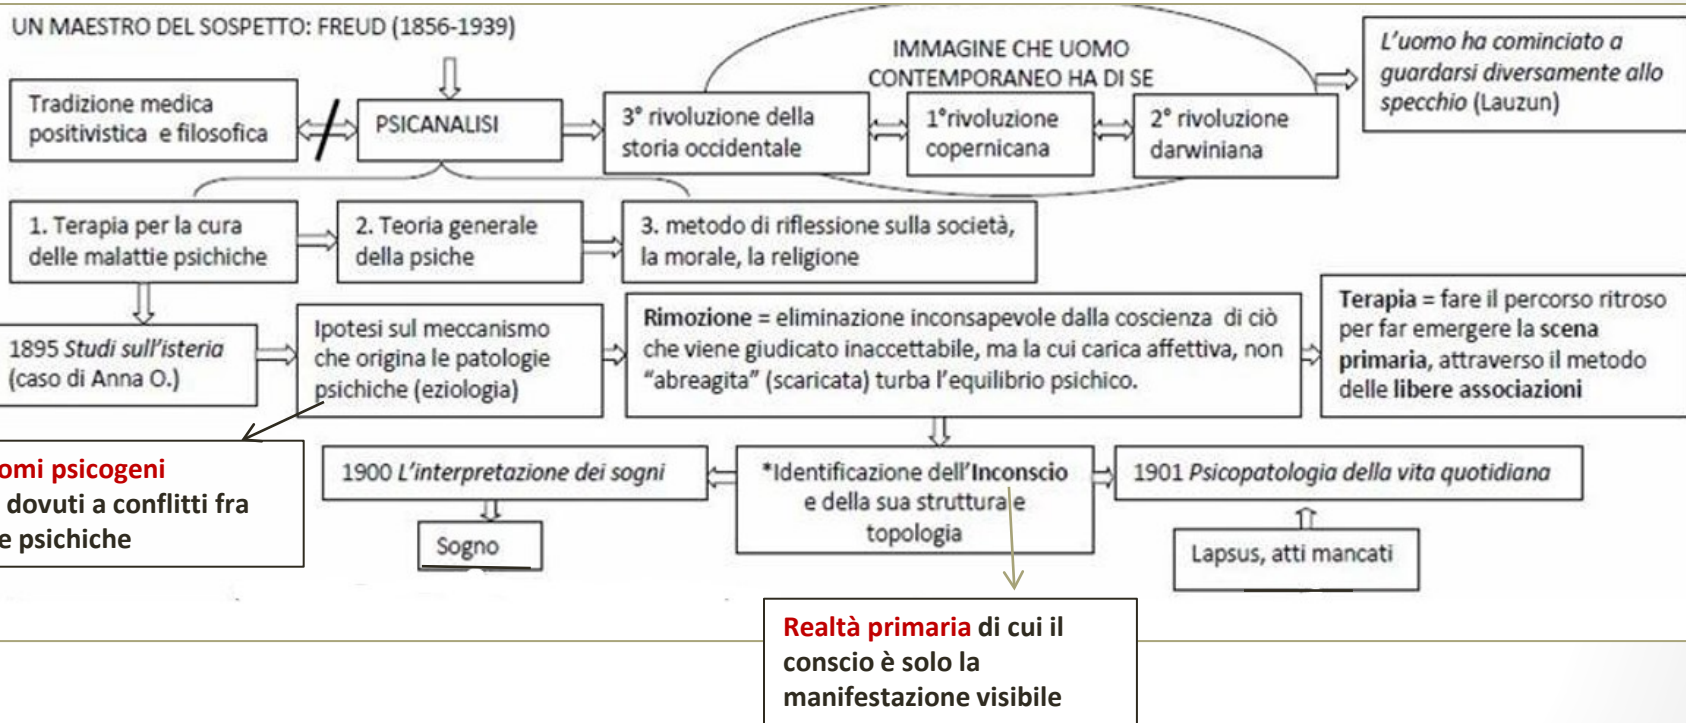 UN MAESTRO DEL SOSPETTO: FREUD (1856-1939)
IMMAGINE CHE UOMO
CONTEMPORANEO HA DI SE
L'uomo ha cominciato a
guardarsi diversamente allo
specchio (Lauzun)
Tradizione medica
positivistica e filosofica
PSICANALISI
3° rivoluzione della
storia occidentale
1°rivoluzione
copernicana
2° rivoluzione
darwiniana
1. Terapia per la cura
delle malattie psichiche
2. Teoria generale
della psiche
3. metodo di riflessione sulla società,
la morale, la religione
1895 Studi sull'isteria
(caso di Anna O.)
Ipotesi sul meccanismo
che origina le patologie
psichiche (eziologia)
Rimozione = eliminazione inconsapevole dalla coscienza di ciò
che viene giudicato inaccettabile, ma la cui carica affettiva, non
"abreagita" (scaricata) turba l'equilibrio psichico.
Terapia = fare il percorso ritroso
per far emergere la scena
primaria, attraverso il metodo
delle libere associazioni
omi psicogeni
dovuti a conflitti fra
e psichiche
1900 L'interpretazione dei sogni
Sogno
*Identificazione dell'Inconscio
e della sua struttura e
topologia
1901 Psicopatologia della vita quotidiana
Lapsus, atti mancati
Realtà primaria di cui il
conscio è solo la
manifestazione visibile